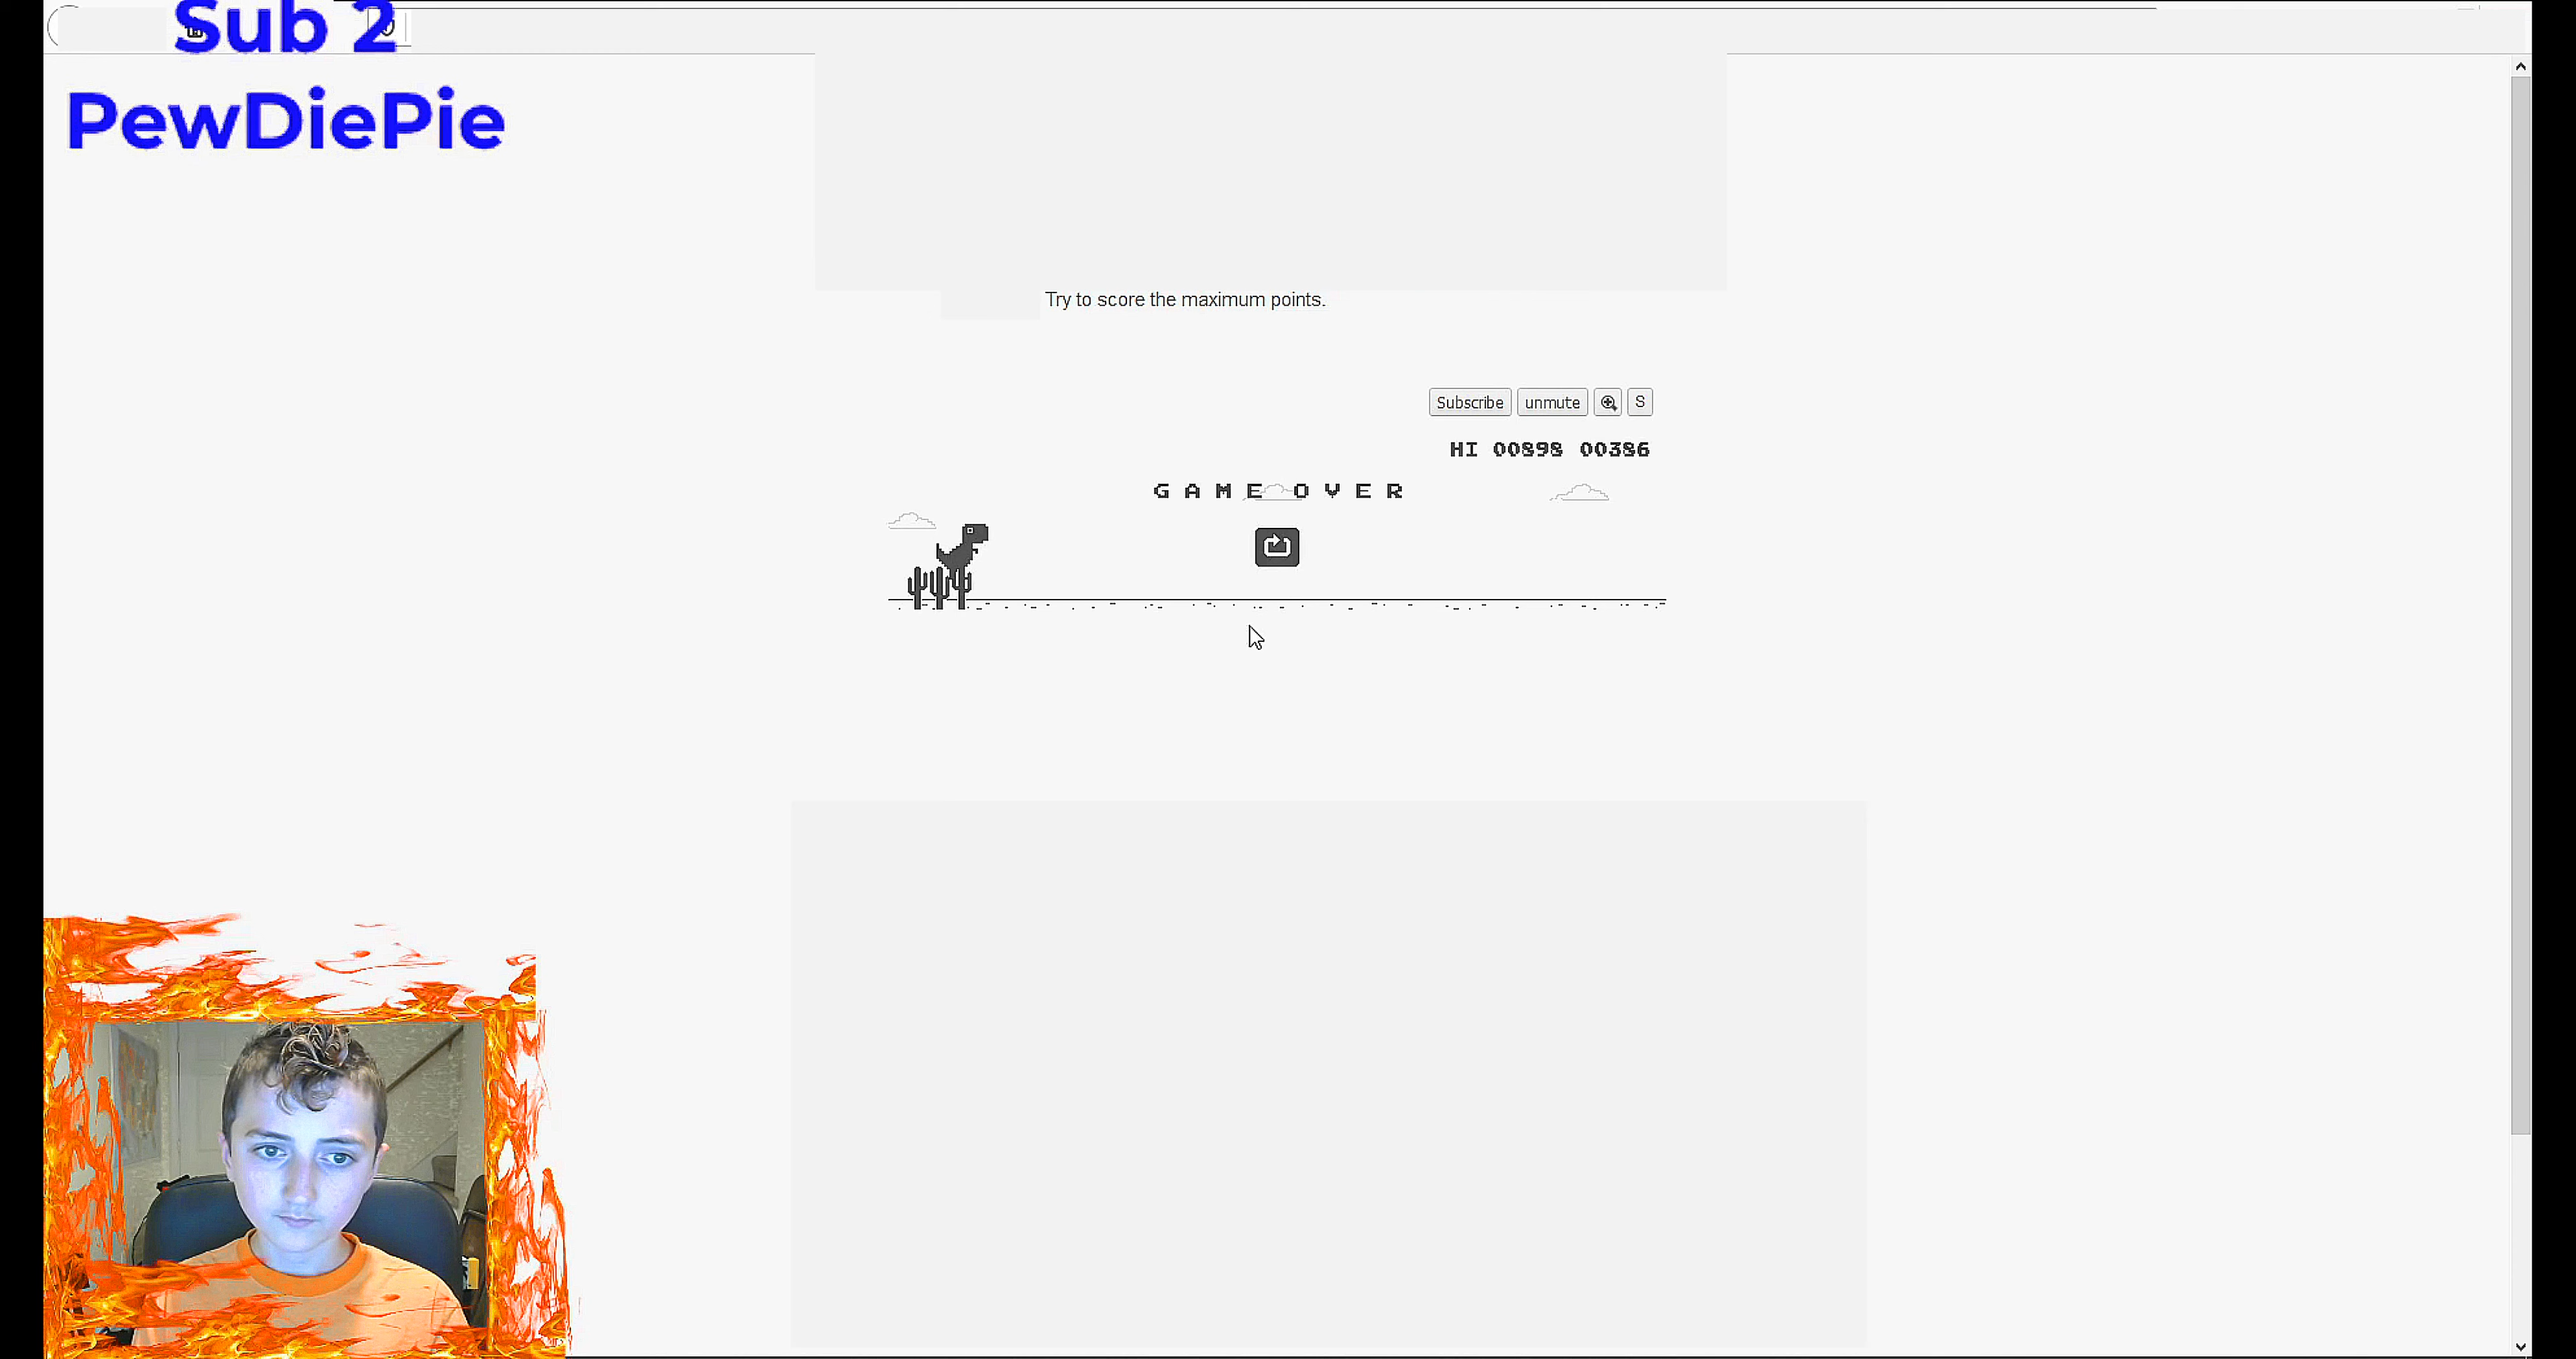 Sub 2
PewDiePie
Try to score the maximum points.
Subscribe unmute S
HI 00898 00386
GAME OVER